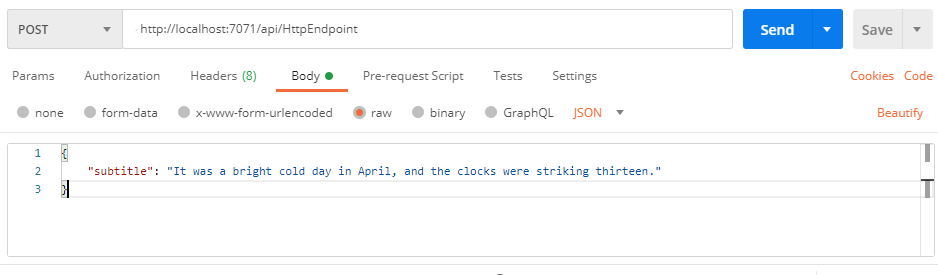 POST http://localhost:7071/api/HttpEndpoint Send Save
Params Authorization Headers (8) Body Pre-request Script Tests Settings Cookies Code
none form-data x-www-form-urlencoded raw binary GraphQL JSON Beautify
1 {
2 "subtitle": "It was a bright cold day in April, and the clocks were striking thirteen."
3 }